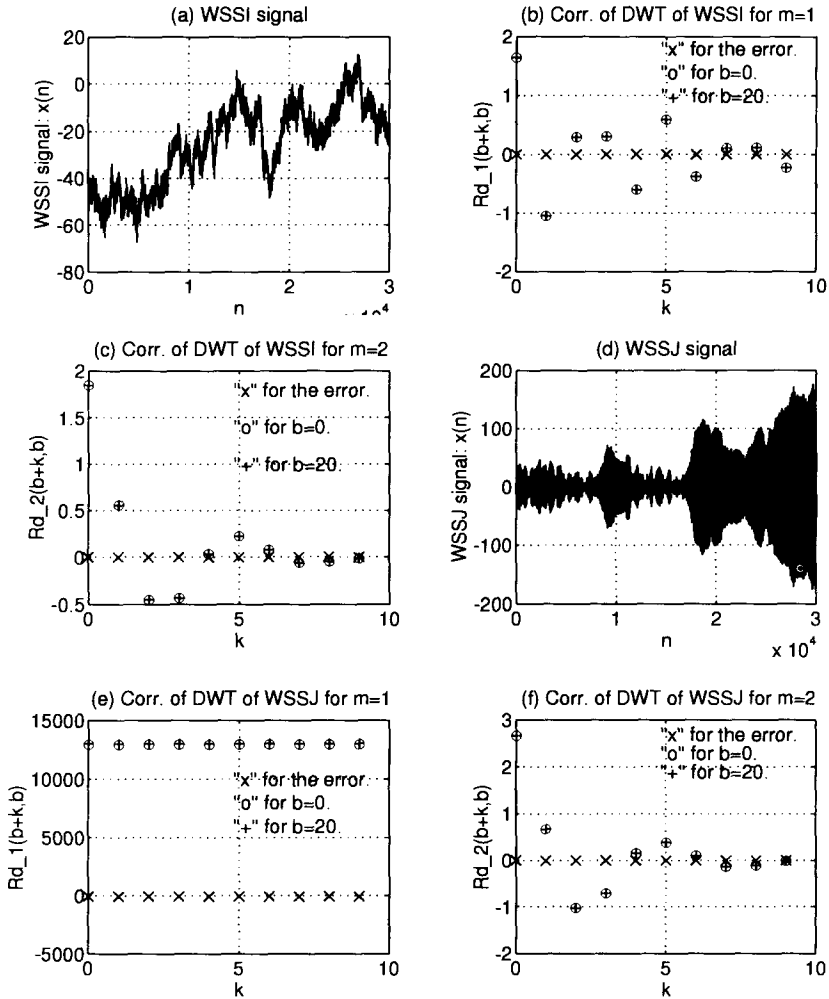 (a) WSSI signal
20
0
-20
-40
-60
-80
WSSI signal: x(n)
0
1
2
3
n
(b) Corr. of DWT of WSSI for m=1
2
1
0
-1
-2
Rd_1(b+k,b)
"x" for the error.
"o" for b=0.
"+" for b=20.
0
5
10
k
(c) Corr. of DWT of WSSI for m=2
2
1.5
1
0.5
0
-0.5
Rd_2(b+k,b)
"x" for the error.
"o" for b=0.
"+" for b=20.
0
5
10
k
(d) WSSJ signal
200
100
0
-100
-200
WSSJ signal: x(n)
0
1
2
3
n
x 10^4
(e) Corr. of DWT of WSSJ for m=1
15000
10000
5000
0
-5000
Rd_1(b+k,b)
"x" for the error.
"o" for b=0.
"+" for b=20.
0
5
10
k
(f) Corr. of DWT of WSSJ for m=2
3
2
1
0
-1
-2
Rd_2(b+k,b)
"x" for the error.
"o" for b=0.
"+" for b=20.
0
5
10
k